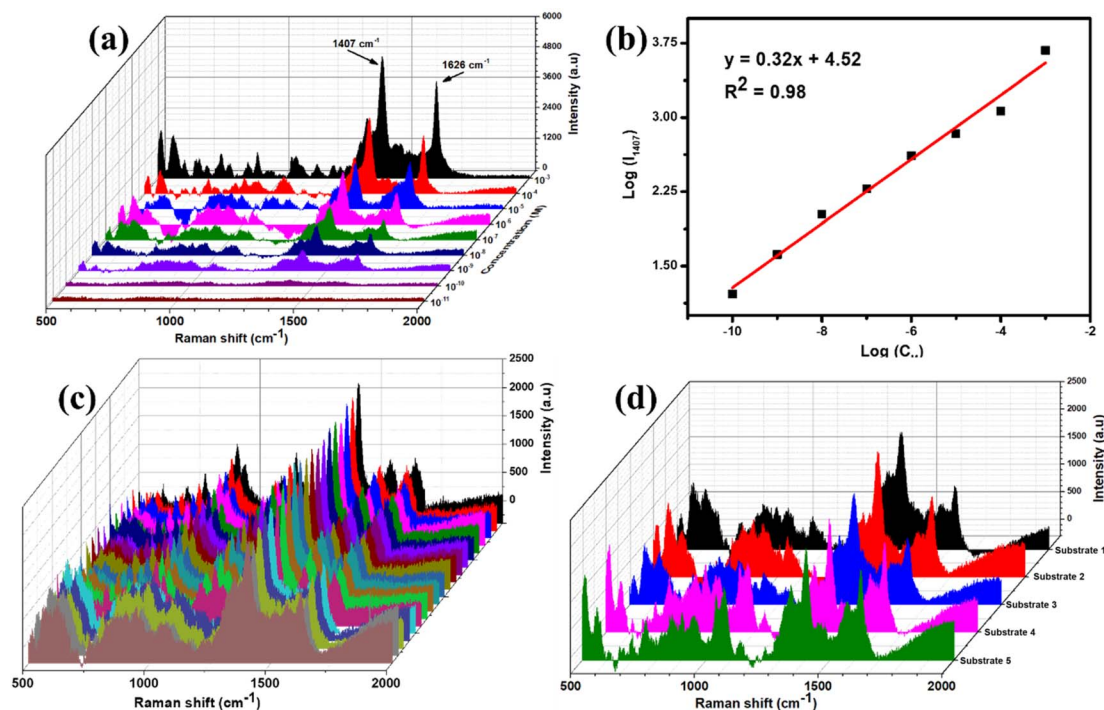 (a)
1407 cm⁻¹
1626 cm⁻¹
6000
4800
3600
2400
1200
0
Intensity (a.u)
10⁻³
10⁻⁴
10⁻⁵
10⁻⁶
10⁻⁷
10⁻⁸
10⁻⁹
10⁻¹⁰
10⁻¹¹
Concentration (M)
500 1000 1500 2000
Raman shift (cm⁻¹)
(b)
y = 0.32x + 4.52
R² = 0.98
3.75
3.00
2.25
1.50
Log (I₁₄₀₇)
-10 -8 -6 -4 -2
Log (C
(c)
2500
2000
1500
1000
500
0
Intensity (a.u)
500 1000 1500 2000
Raman shift (cm⁻¹)
(d)
2500
1500
1000
500
0
Intensity (a.u)
Substrate 1
Substrate 2
Substrate 3
Substrate 4
Substrate 5
500 1000 1500 2000
Raman shift (cm⁻¹)